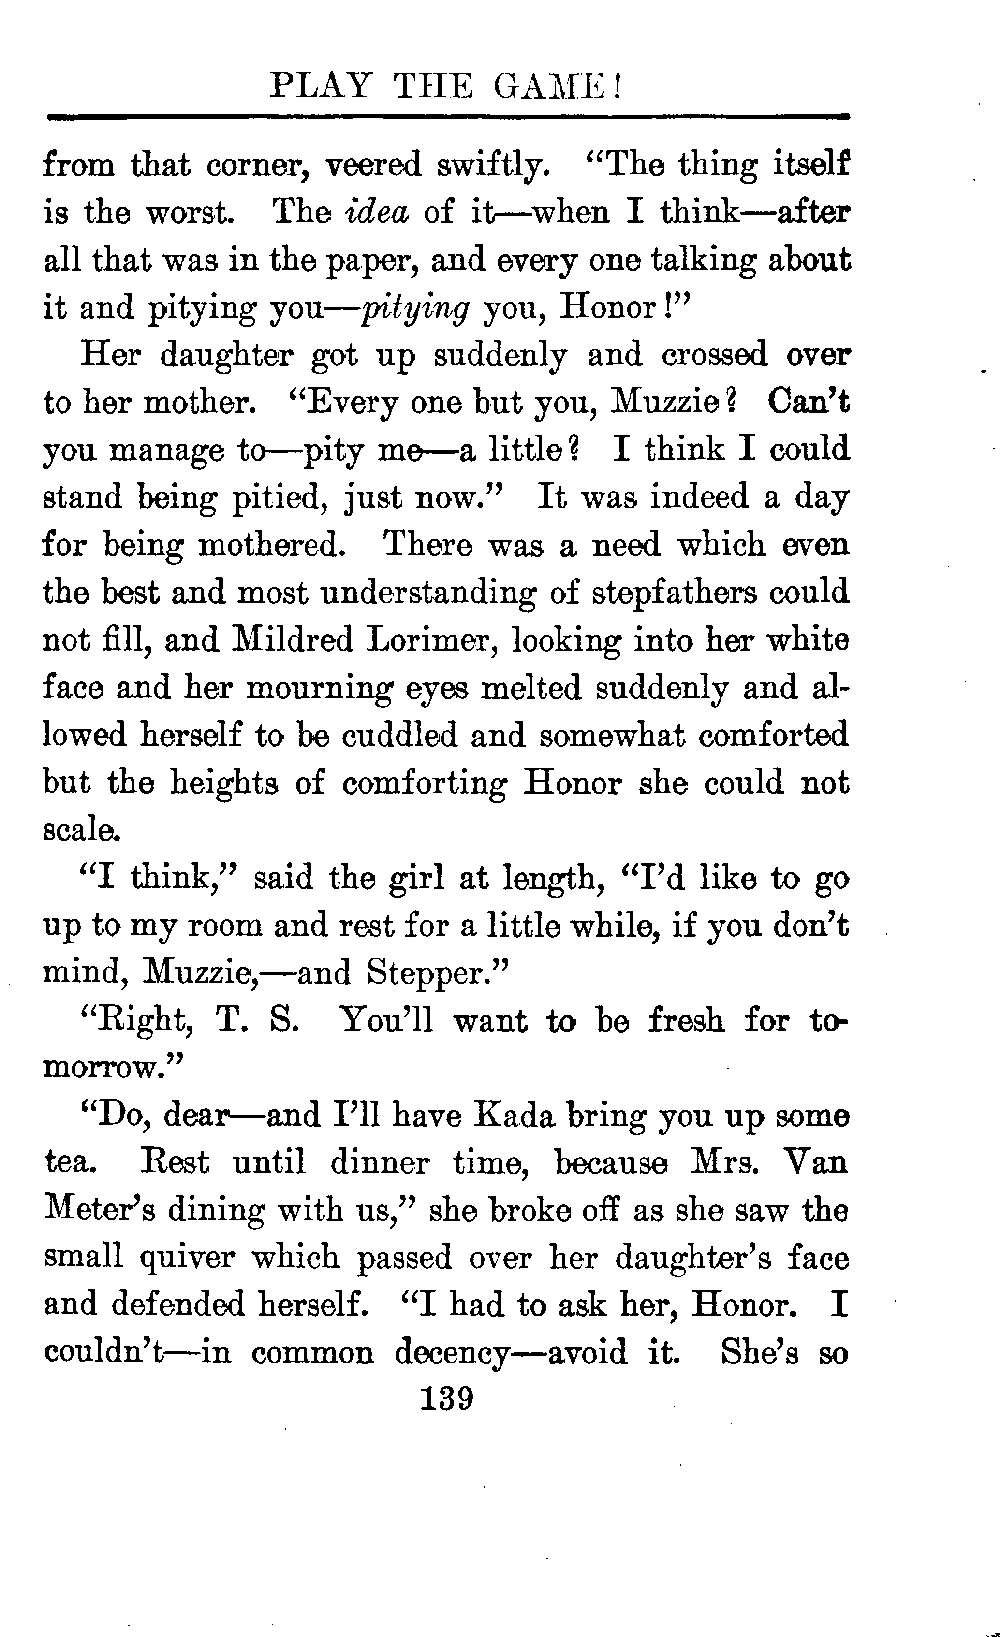 PLAY THE GAME!
from that corner, veered swiftly. “The thing itself
is the worst. The idea of it—when I think—after
all that was in the paper, and every one talking about
it and pitying you—pitying you, Honor!”
Her daughter got up suddenly and crossed over
to her mother. “Every one but you, Muzzie? Can’t
you manage to—pity me—a little? I think I could
stand being pitied, just now.” It was indeed a day
for being mothered. There was a need which even
the best and most understanding of stepfathers could
not fill, and Mildred Lorimer, looking into her white
face and her mourning eyes melted suddenly and al-
lowed herself to be cuddled and somewhat comforted
but the heights of comforting Honor she could not
scale.
“I think,” said the girl at length, “I’d like to go
up to my room and rest for a little while, if you don’t
mind, Muzzie,—and Stepper.”
“Right, T. S. You’ll want to be fresh for to-
morrow.”
“Do, dear—and I’ll have Kada bring you up some
tea. Rest until dinner time, because Mrs. Van
Meter’s dining with us,” she broke off as she saw the
small quiver which passed over her daughter’s face
and defended herself. “I had to ask her, Honor. I
couldn’t—in common decency—avoid it. She’s so
139